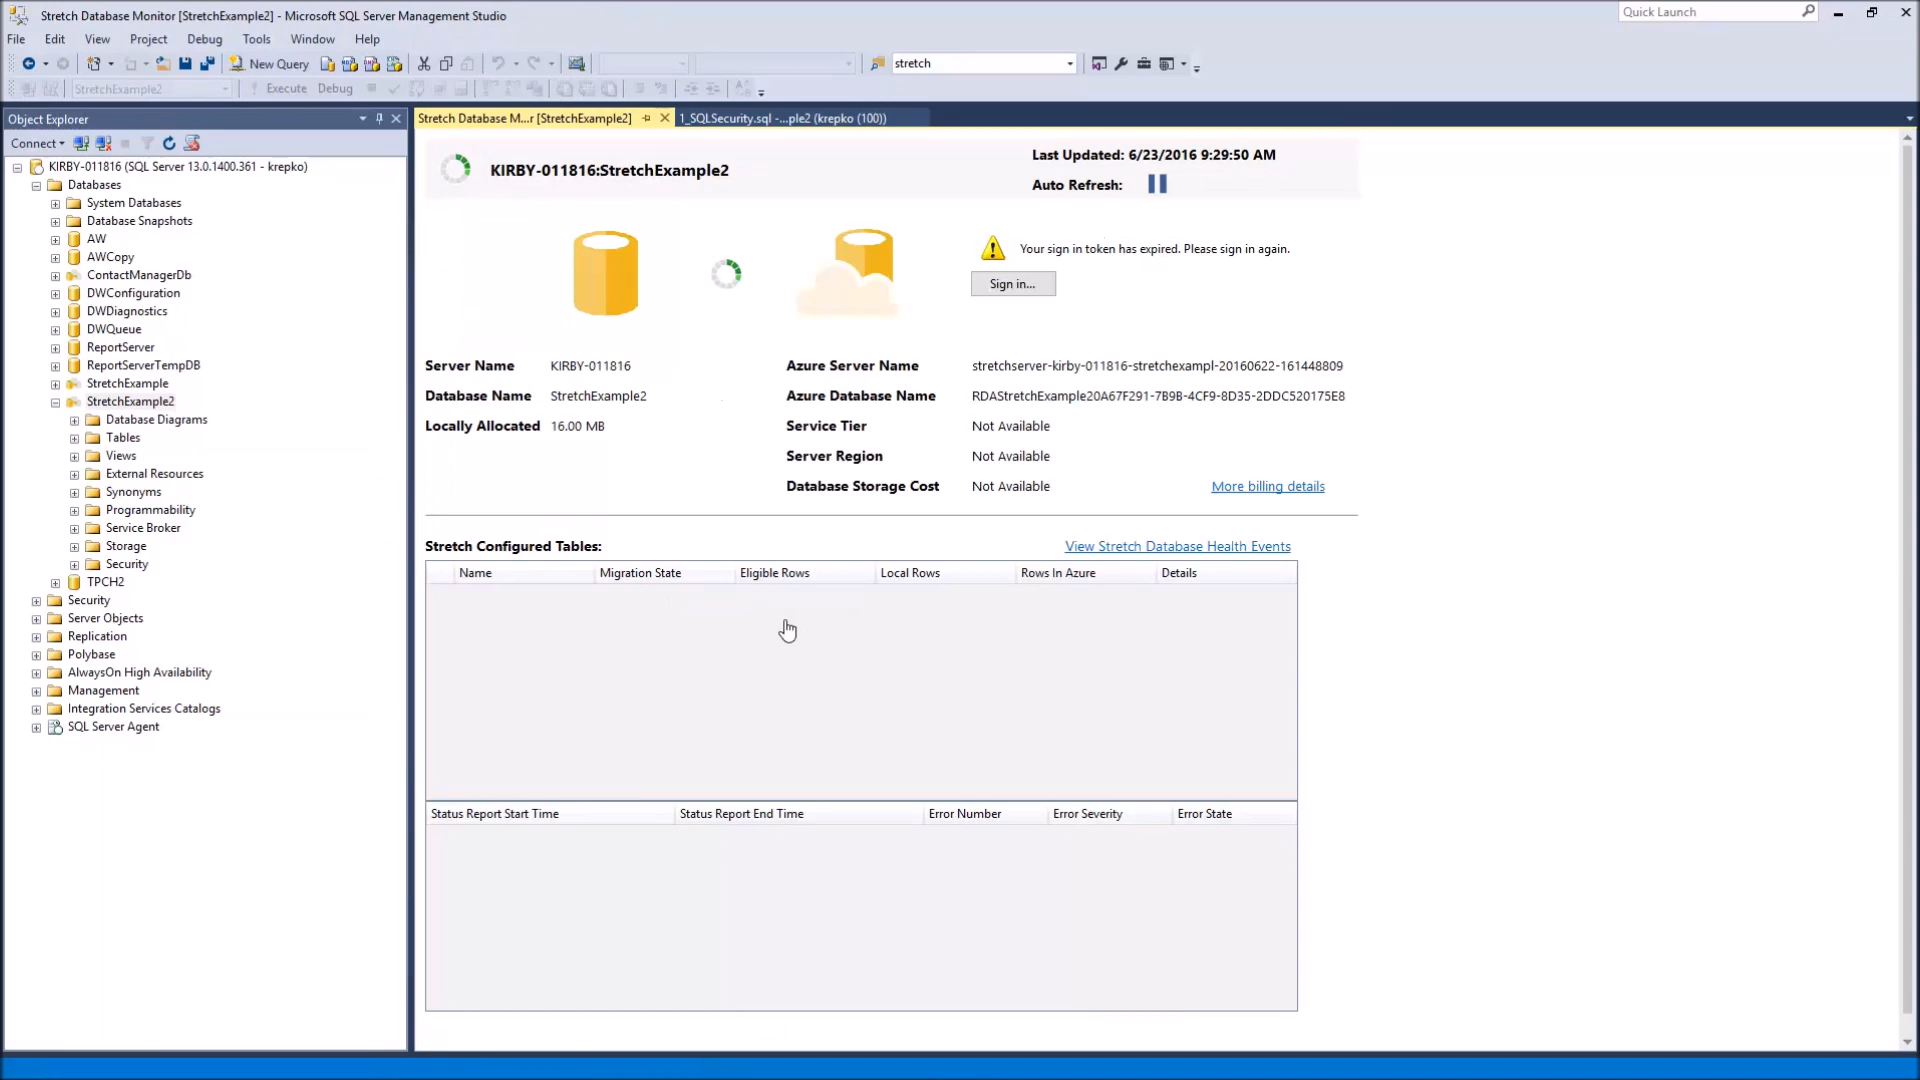 Stretch Database Monitor [StretchExample2] - Microsoft SQL Server Management Studio
Quick Launch
File Edit View Project Debug Tools Window Help
New Query
stretch
StretchExample2
Execute Debug
Object Explorer
Stretch Database M...r [StretchExample2]
1_SQLSecurity.sql -...ple2 (krepko (100))
Connect
KIRBY-011816 (SQL Server 13.0.1400.361 - krepko)
Databases
System Databases
Database Snapshots
AW
AWCopy
ContactManagerDb
DWConfiguration
DWDiagnostics
DWQueue
ReportServer
ReportServerTempDB
StretchExample
StretchExample2
Database Diagrams
Tables
Views
External Resources
Synonyms
Programmability
Service Broker
Storage
Security
TPCH2
Security
Server Objects
Replication
Polybase
AlwaysOn High Availability
Management
Integration Services Catalogs
SQL Server Agent
KIRBY-011816:StretchExample2
Last Updated: 6/23/2016 9:29:50 AM
Auto Refresh:
Your sign in token has expired. Please sign in again.
Sign in...
Server Name KIRBY-011816
Database Name StretchExample2
Locally Allocated 16.00 MB
Azure Server Name stretchserver-kirby-011816-stretchexampl-20160622-161448809
Azure Database Name RDAStretchExample20A67F291-7B9B-4CF9-8D35-2DDC520175E8
Service Tier Not Available
Server Region Not Available
Database Storage Cost Not Available More billing details
Stretch Configured Tables: View Stretch Database Health Events
Name Migration State Eligible Rows Local Rows Rows In Azure Details
Status Report Start Time Status Report End Time Error Number Error Severity Error State